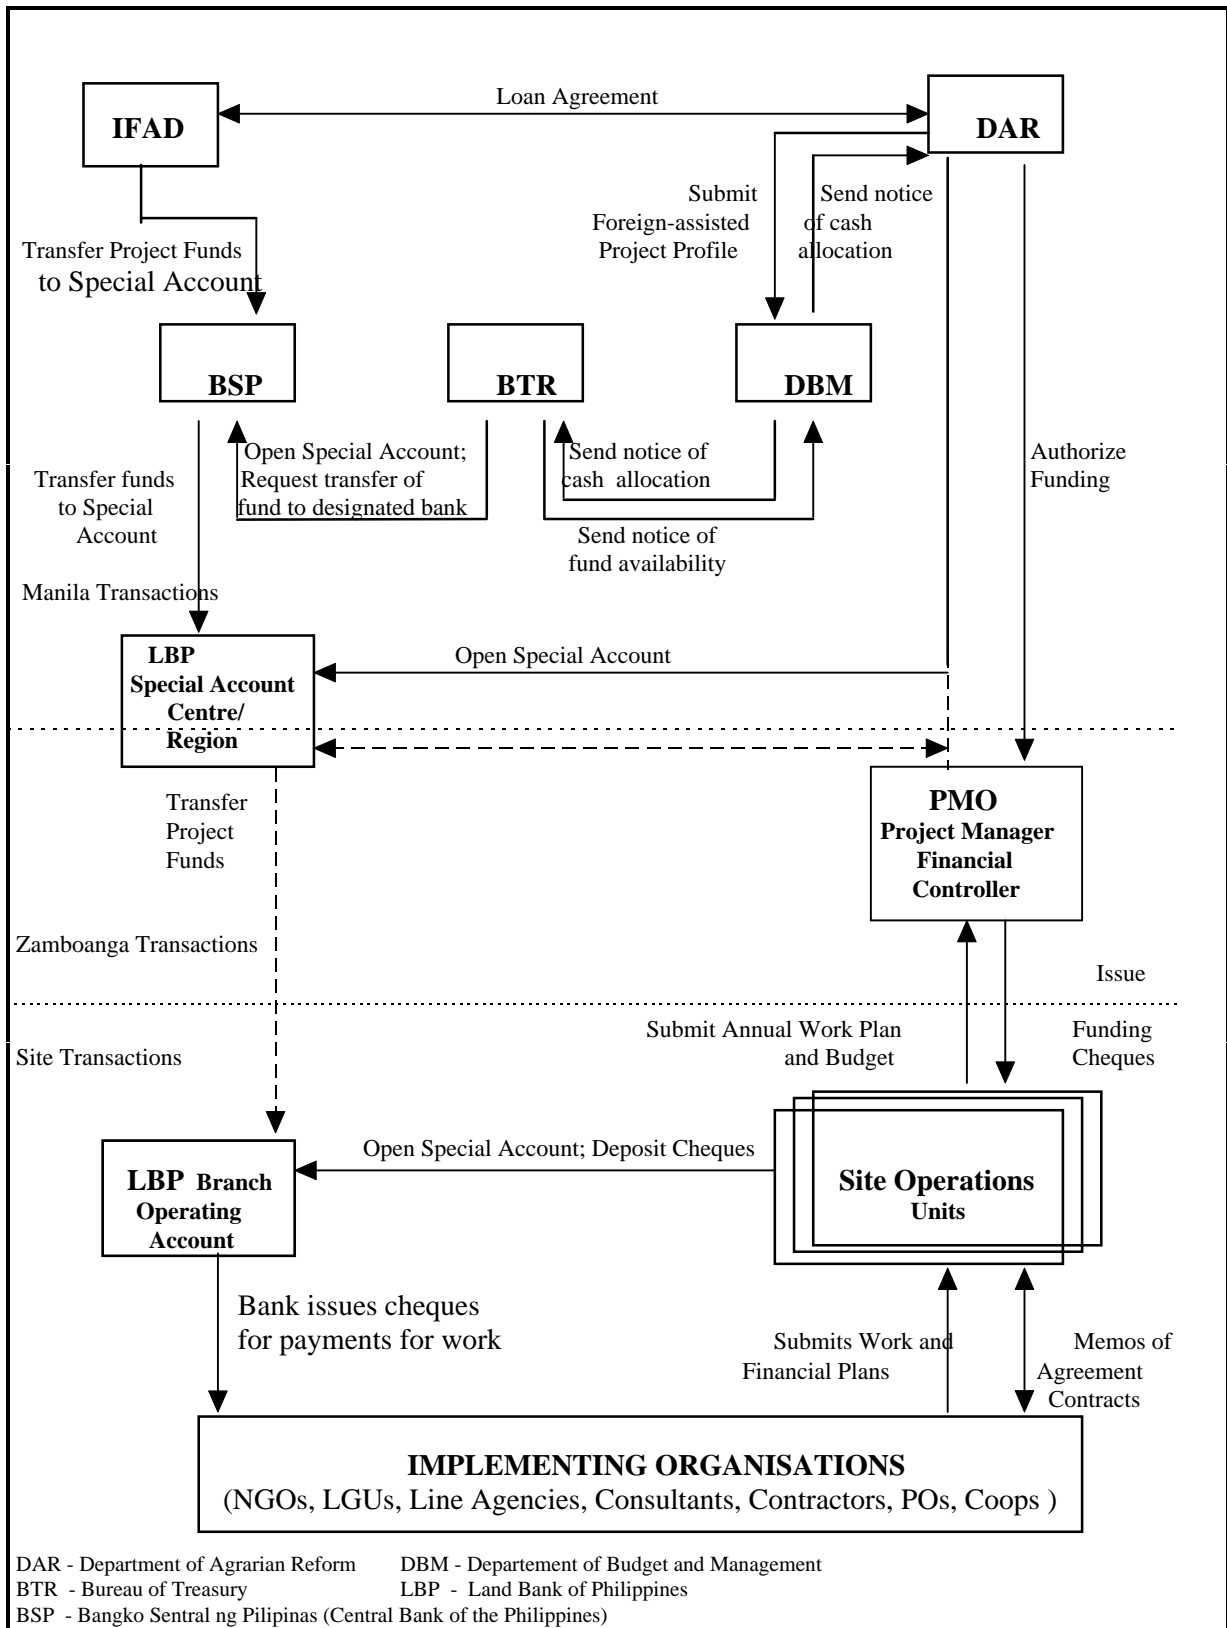 Loan Agreement
IFAD
DAR
Submit
Foreign-assisted
Project Profile
Send notice
of cash
allocation
Transfer Project Funds
to Special Account
BSP
BTR
DBM
Open Special Account;
Request transfer of
fund to designated bank
Send notice of
cash allocation
Authorize
Funding
Transfer funds
to Special
Account
Send notice of
fund availability
Manila Transactions
LBP
Special Account
Centre/
Region
Open Special Account
Transfer
Project
Funds
PMO
Project Manager
Financial
Controller
Zamboanga Transactions
Issue
Submit Annual Work Plan
and Budget
Funding
Cheques
Site Transactions
Open Special Account; Deposit Cheques
LBP Branch
Operating
Account
Site Operations
Units
Bank issues cheques
for payments for work
Submits Work and
Financial Plans
Memos of
Agreement
Contracts
IMPLEMENTING ORGANISATIONS
(NGOs, LGUs, Line Agencies, Consultants, Contractors, POs, Coops )
DAR - Department of Agrarian Reform DBM - Departement of Budget and Management
BTR - Bureau of Treasury LBP - Land Bank of Philippines
BSP - Bangko Sentral ng Pilipinas (Central Bank of the Philippines)